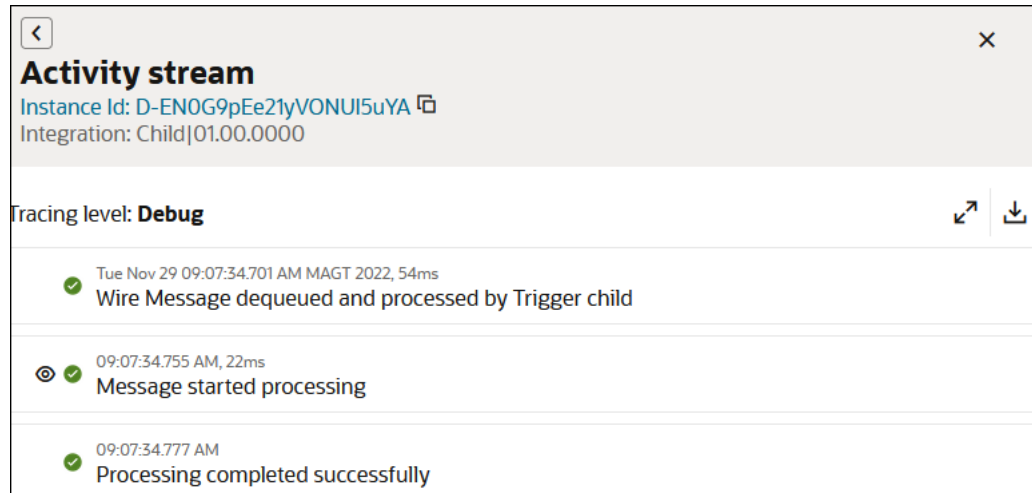 Activity stream
Instance Id: D-EN0G9pEe21yVONUI5uYA
Integration: Child|01.00.0000
Tracing level: Debug
Tue Nov 29 09:07:34.701 AM MAGT 2022, 54ms
Wire Message dequeued and processed by Trigger child
09:07:34.755 AM, 22ms
Message started processing
09:07:34.777 AM
Processing completed successfully